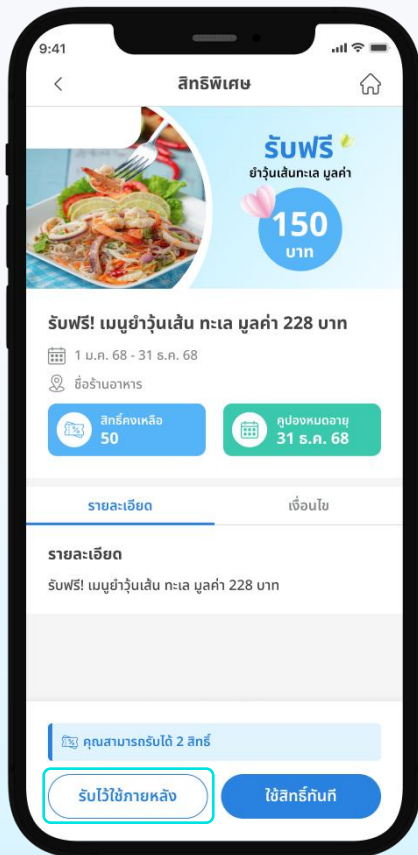 9:41
สิทธิพิเศษ
รับฟรี
ยำวุ้นเส้นทะเล มูลค่า
150
บาท
รับฟรี! เมนูยำวุ้นเส้น ทะเล มูลค่า 228 บาท
1 ม.ค. 68 - 31 ธ.ค. 68
ชื่อร้านอาหาร
สิทธิ์คงเหลือ
50
คูปองหมดอายุ
31 ธ.ค. 68
รายละเอียด
เงื่อนไข
รายละเอียด
รับฟรี! เมนูยำวุ้นเส้น ทะเล มูลค่า 228 บาท
คุณสามารถรับได้ 2 สิทธิ์
รับไว้ใช้ภายหลัง
ใช้สิทธิ์ทันที